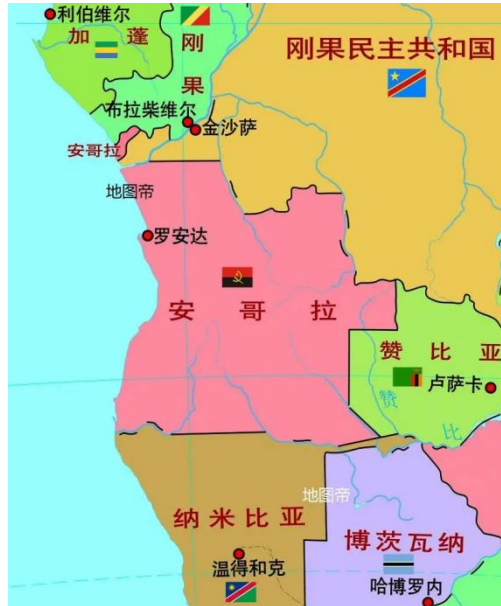 利伯维尔
加蓬
刚果
刚果民主共和国
布拉柴维尔
金沙萨
安哥拉
地图帝
罗安达
安哥拉
赞比亚
卢萨卡
赞比
地图帝
纳米比亚
博茨瓦纳
温得和克
哈博罗内